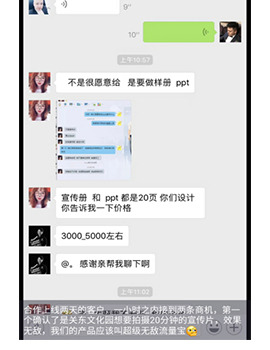 9"
上午10:57
不是很愿意给 是要做样册 ppt
宣传册 和 ppt 都是20页 你们设计
你告诉我一下价格
3000_5000左右
@。 感谢亲帮我聊下啊
上午11:02
合作上线两天的客户，一小时之内接到两条商机，第一
个确认了是关东文化园想要拍摄20分钟的宣传片，效果
无敌，我们的产品应该叫超级无敌流量宝